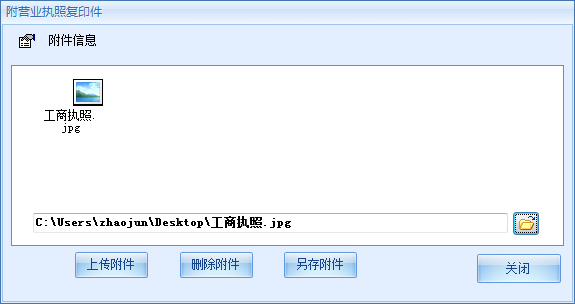 附营业执照复印件
附件信息
工商执照.
jpg
C:\Users\zhaojun\Desktop\工商执照.jpg
上传附件
删除附件
另存附件
关闭